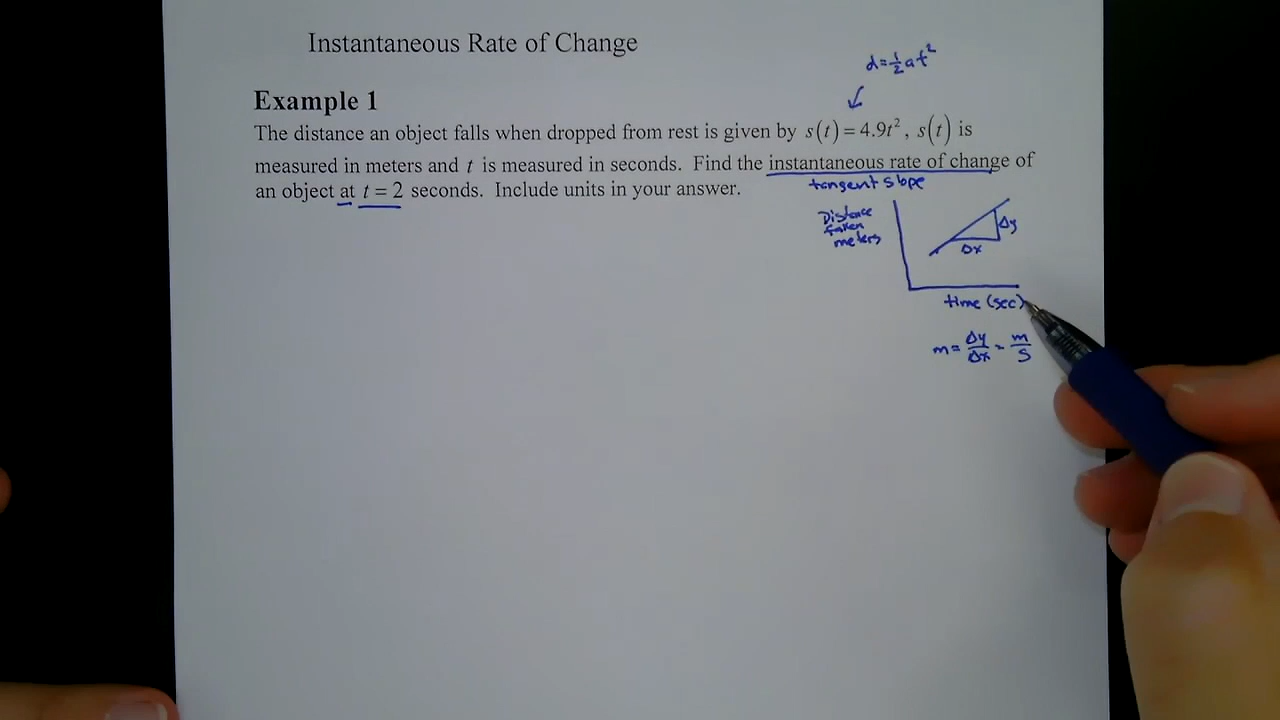 Instantaneous Rate of Change
d=½at²
Example 1
The distance an object falls when dropped from rest is given by s(t) = 4.9t², s(t) is
measured in meters and t is measured in seconds. Find the instantaneous rate of change of
tangent slope
an object at t = 2 seconds. Include units in your answer.
Distance
fallen
meters
Δy
Δx
time (sec)
m = Δy/Δx = m/s